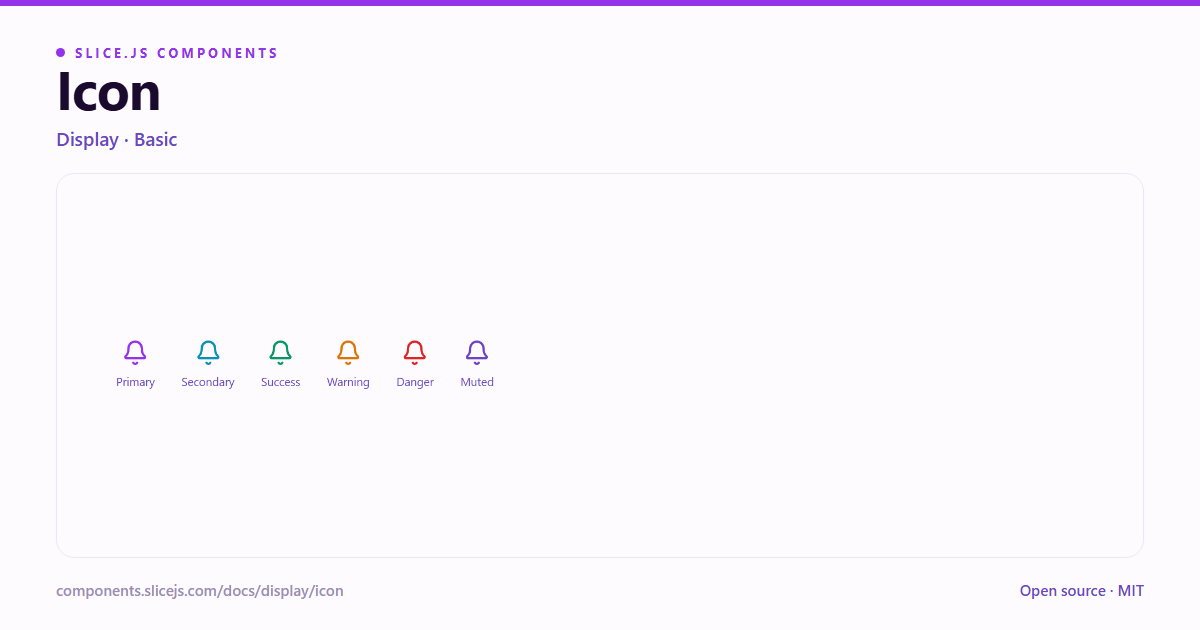 SLICE.JS COMPONENTS
Icon
Display · Basic
Primary Secondary Success Warning Danger Muted
components.slicejs.com/docs/display/icon
Open source · MIT